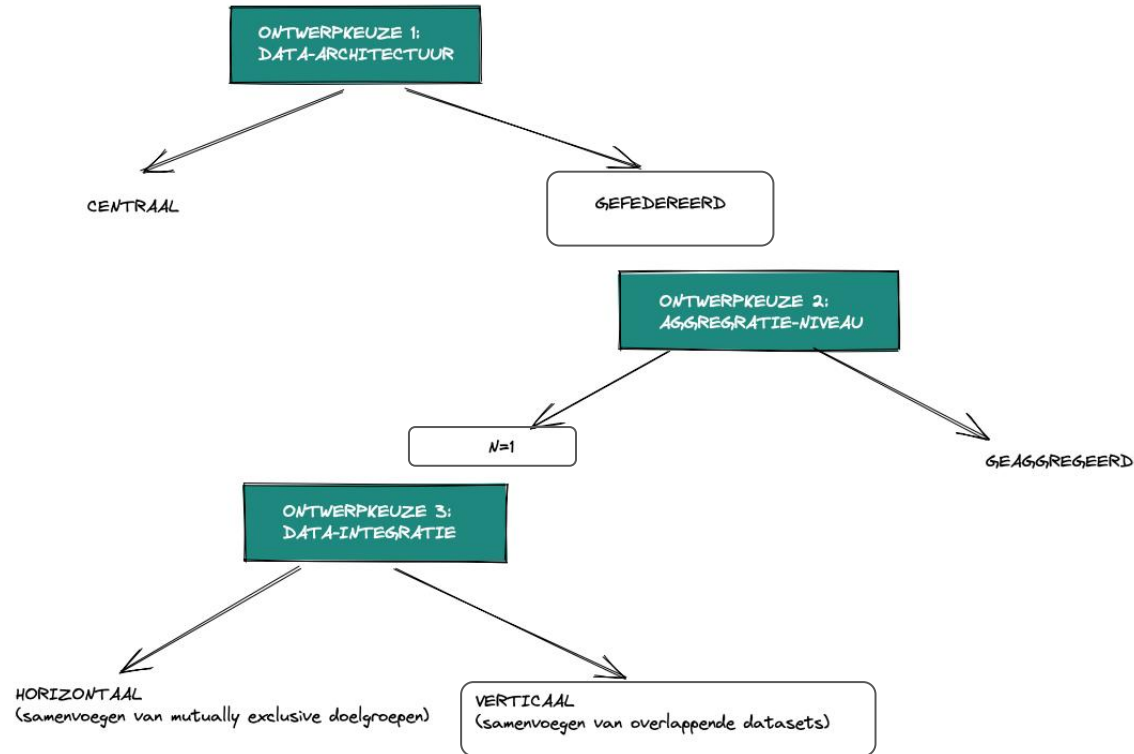 ONTWERPKEUZE 1:
DATA-ARCHITECTUUR
CENTRAAL
GEFEDEREERD
ONTWERPKEUZE 2:
AGGREGRATIE-NIVEAU
N=1
GEAGGREGEERD
ONTWERPKEUZE 3:
DATA-INTEGRATIE
HORIZONTAAL
(samenvoegen van mutually exclusive doelgroepen)
VERTICAAL
(samenvoegen van overlappende datasets)